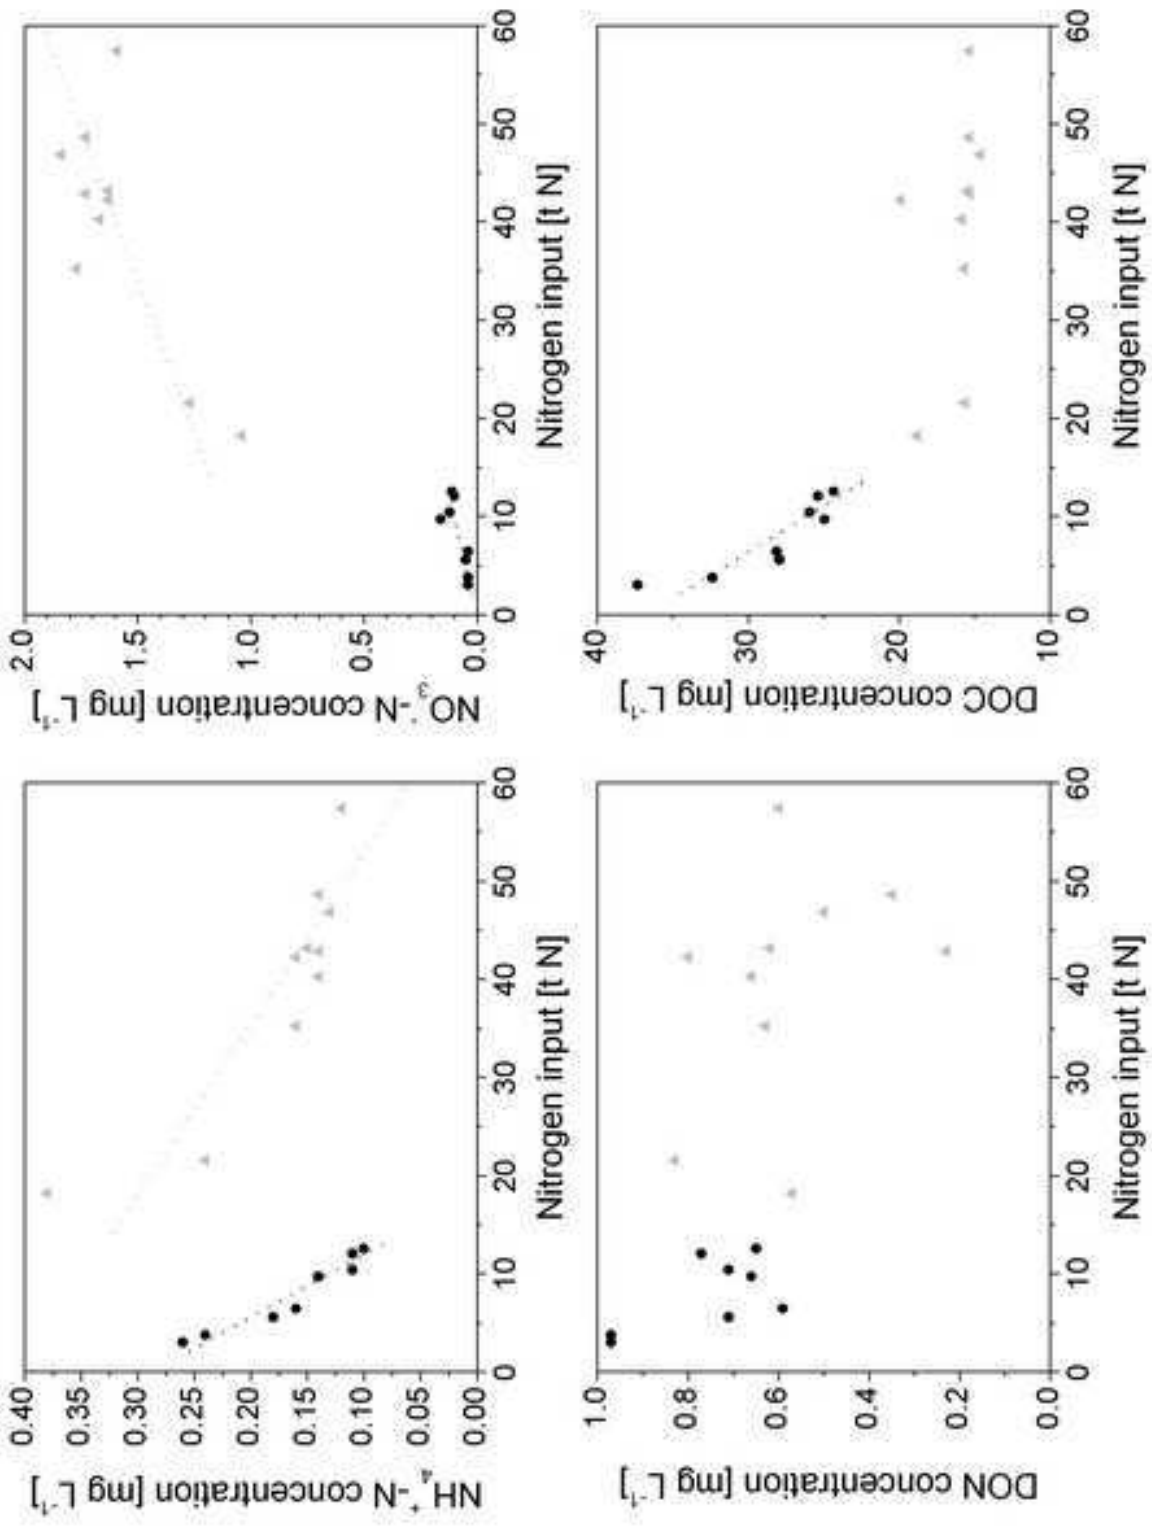 NH₄⁺-N concentration [mg L⁻¹]
0.40
0.35
0.30
0.25
0.20
0.15
0.10
0.05
0.00
0 10 20 30 40 50 60
Nitrogen input [t N]
NO₃⁻-N concentration [mg L⁻¹]
2.0
1.5
1.0
0.5
0.0
0 10 20 30 40 50 60
Nitrogen input [t N]
DON concentration [mg L⁻¹]
1.0
0.8
0.6
0.4
0.2
0.0
0 10 20 30 40 50 60
Nitrogen input [t N]
DOC concentration [mg L⁻¹]
40
30
20
10
0 10 20 30 40 50 60
Nitrogen input [t N]